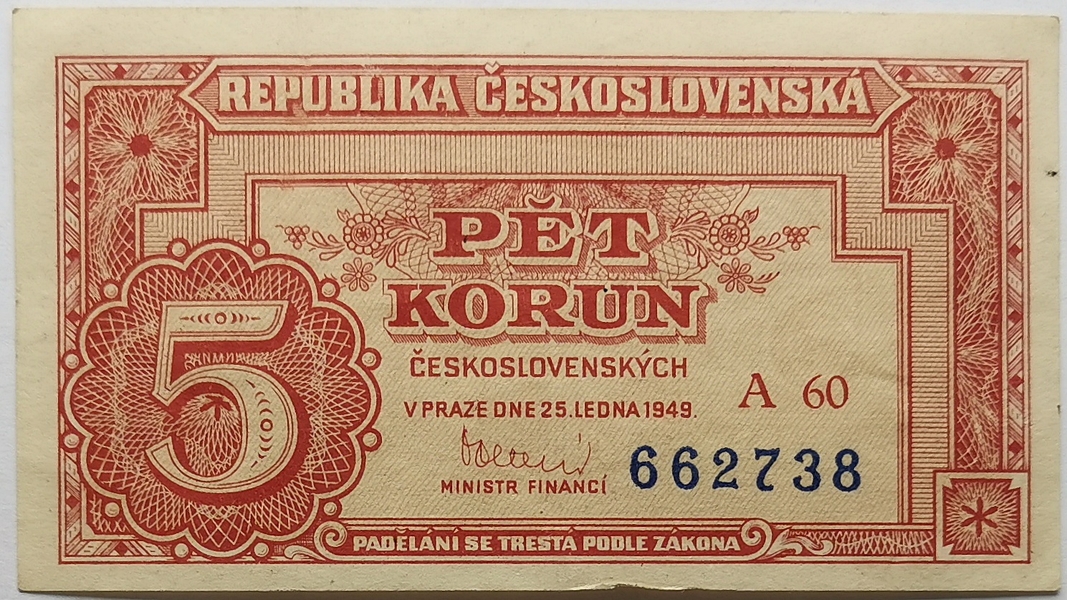 REPUBLIKA ČESKOSLOVENSKÁ
PĚT
KORUN
ČESKOSLOVENSKÝCH
V PRAZE DNE 25. LEDNA 1949.
A 60
MINISTR FINANCÍ
662738
5
PADĚLÁNÍ SE TRESTÁ PODLE ZÁKONA